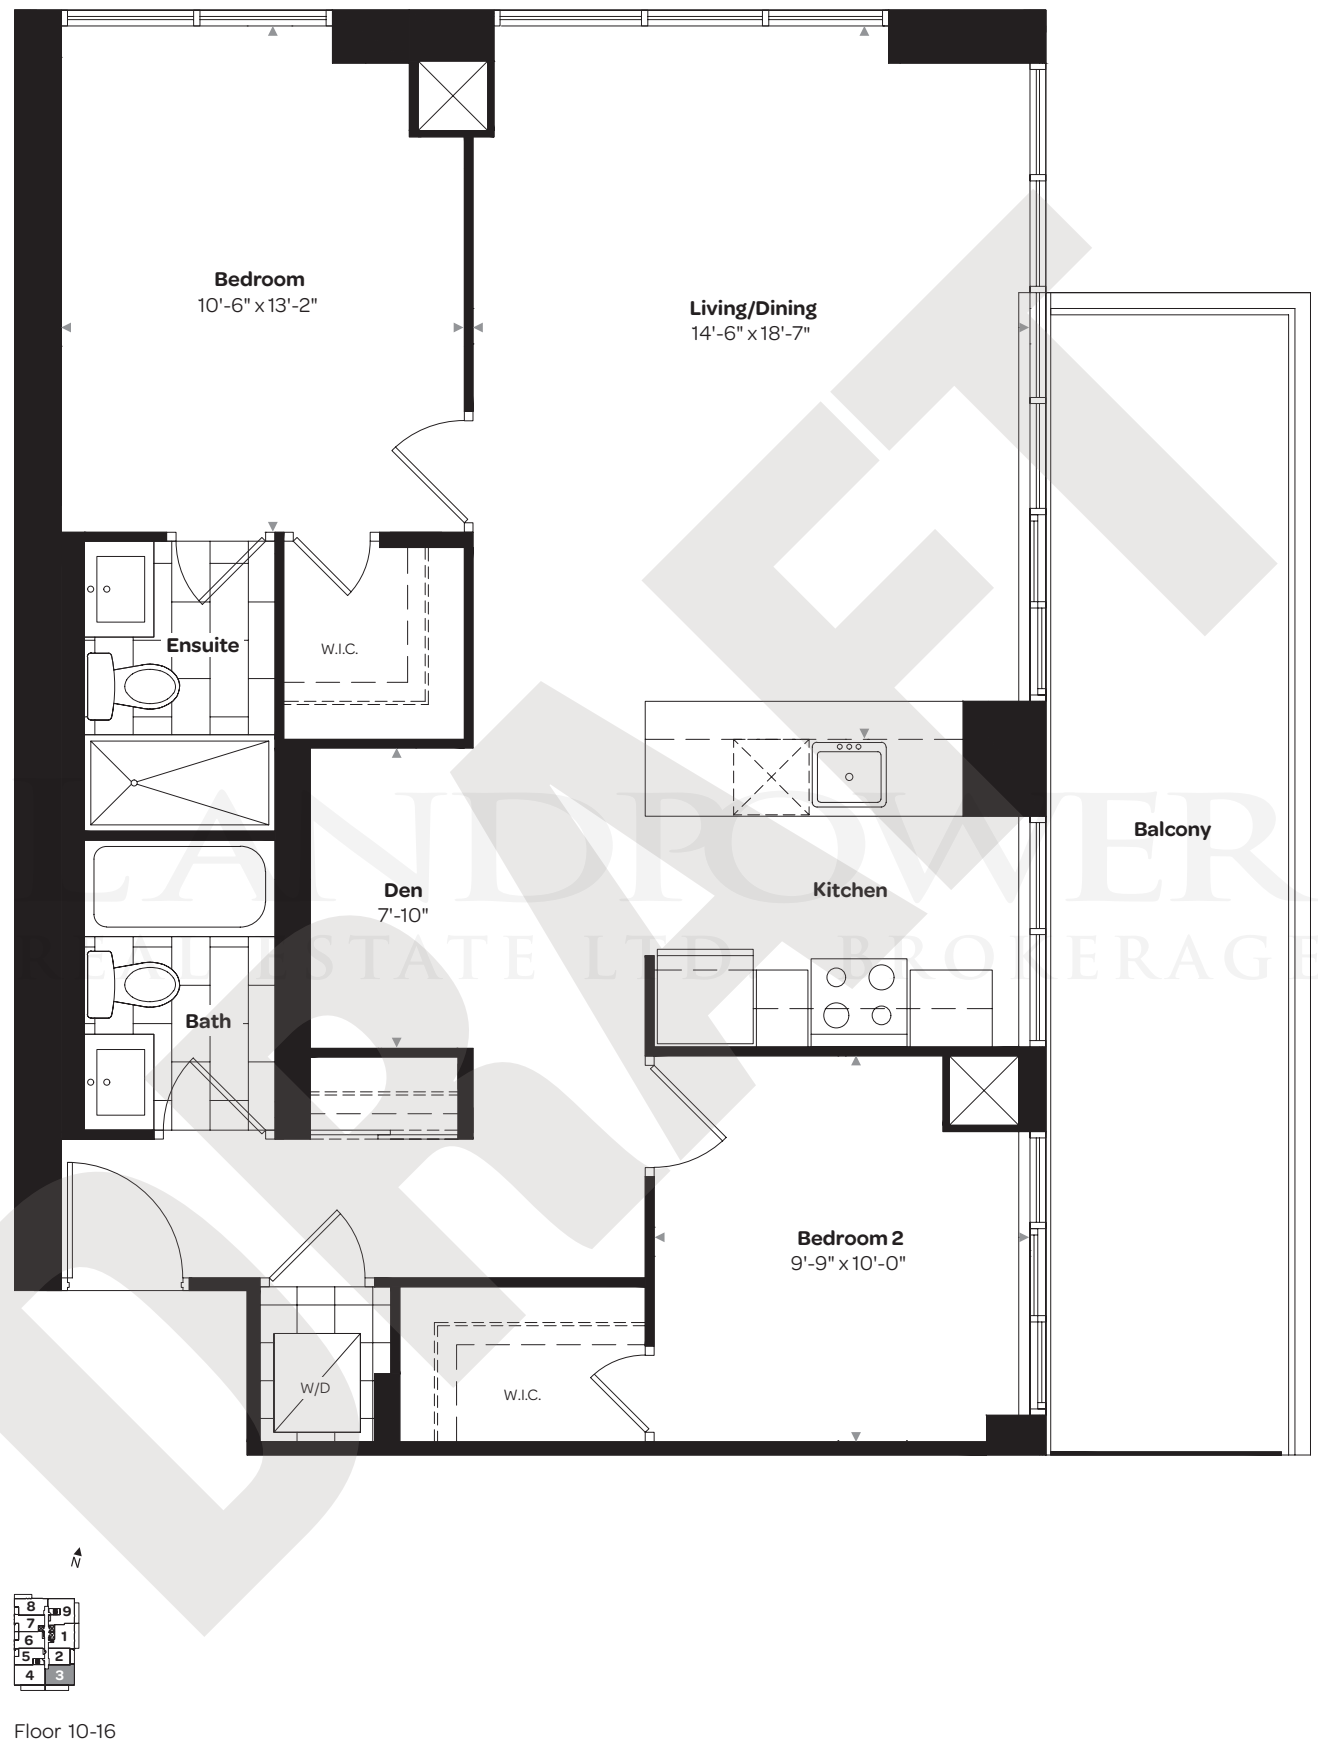 Bedroom
10'-6" x 13'-2"
Living/Dining
14'-6" x 18'-7"
Ensuite
W.I.C.
Balcony
Den
7'-10"
Kitchen
LANDPOWER
REAL ESTATE LTD. BROKERAGE
Bath
Bedroom 2
9'-9" x 10'-0"
W/D
W.I.C.
DRAFT
N
8
9
7
6
1
5
2
4
3
Floor 10-16